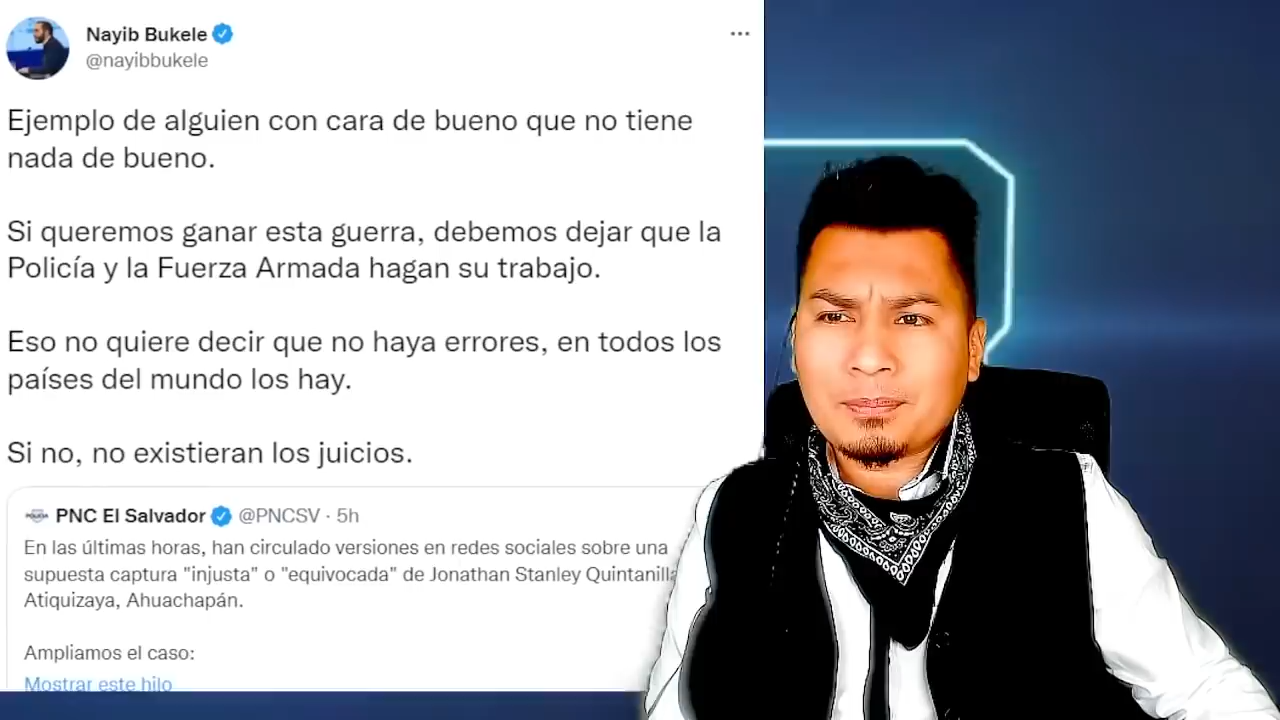 Nayib Bukele
@nayibbukele
Ejemplo de alguien con cara de bueno que no tiene
nada de bueno.
Si queremos ganar esta guerra, debemos dejar que la
Policía y la Fuerza Armada hagan su trabajo.
Eso no quiere decir que no haya errores, en todos los
países del mundo los hay.
Si no, no existieran los juicios.
PNC El Salvador @PNCSV · 5h
En las últimas horas, han circulado versiones en redes sociales sobre una
supuesta captura "injusta" o "equivocada" de Jonathan Stanley Quintanilla
Atiquizaya, Ahuachapán.
Ampliamos el caso:
Mostrar este hilo